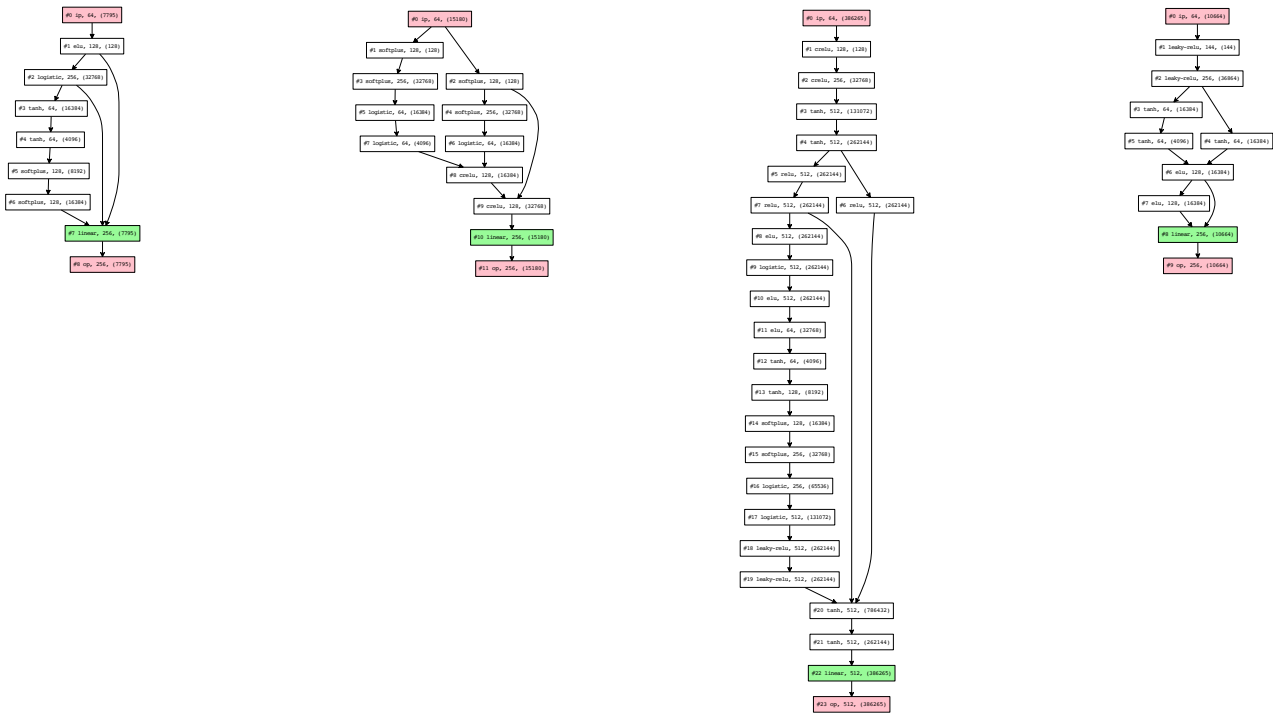 #0 ip, 64, (7795)
#1 elu, 128, (128)
#2 logistic, 256, (32768)
#3 tanh, 64, (16384)
#4 tanh, 64, (4096)
#5 softplus, 128, (8192)
#6 softplus, 128, (16384)
#7 linear, 256, (7795)
#8 op, 256, (7795)
#0 ip, 64, (15180)
#1 softplus, 128, (128)
#3 softplus, 256, (32768)
#2 softplus, 128, (128)
#5 logistic, 64, (16384)
#4 softplus, 256, (32768)
#7 logistic, 64, (4096)
#6 logistic, 64, (16384)
#8 crelu, 128, (16384)
#9 crelu, 128, (32768)
#10 linear, 256, (15180)
#11 op, 256, (15180)
#0 ip, 64, (386265)
#1 crelu, 128, (128)
#2 crelu, 256, (32768)
#3 tanh, 512, (131072)
#4 tanh, 512, (262144)
#5 relu, 512, (262144)
#7 relu, 512, (262144)
#6 relu, 512, (262144)
#8 elu, 512, (262144)
#9 logistic, 512, (262144)
#10 elu, 512, (262144)
#11 elu, 64, (32768)
#12 tanh, 64, (4096)
#13 tanh, 128, (8192)
#14 softplus, 128, (16384)
#15 softplus, 256, (32768)
#16 logistic, 256, (65536)
#17 logistic, 512, (131072)
#18 leaky-relu, 512, (262144)
#19 leaky-relu, 512, (262144)
#20 tanh, 512, (786432)
#21 tanh, 512, (262144)
#22 linear, 512, (386265)
#23 op, 512, (386265)
#0 ip, 64, (10664)
#1 leaky-relu, 144, (144)
#2 leaky-relu, 256, (36864)
#3 tanh, 64, (16384)
#5 tanh, 64, (4096)
#4 tanh, 64, (16384)
#6 elu, 128, (16384)
#7 elu, 128, (16384)
#8 linear, 256, (10664)
#9 op, 256, (10664)